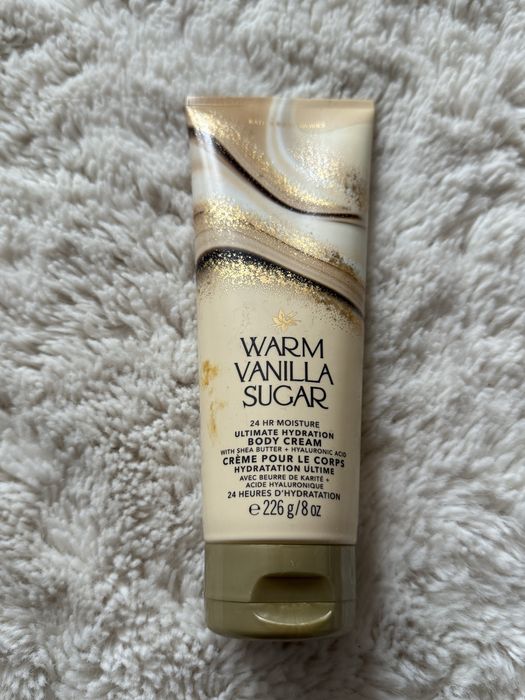 WARM
VANILLA
SUGAR
24 HR MOISTURE
ULTIMATE HYDRATION
BODY CREAM
WITH SHEA BUTTER + HYALURONIC ACID
CRÈME POUR LE CORPS
HYDRATATION ULTIME
AVEC BEURRE DE KARITÉ +
ACIDE HYALURONIQUE
24 HEURES D'HYDRATATION
e 226 g/8 oz